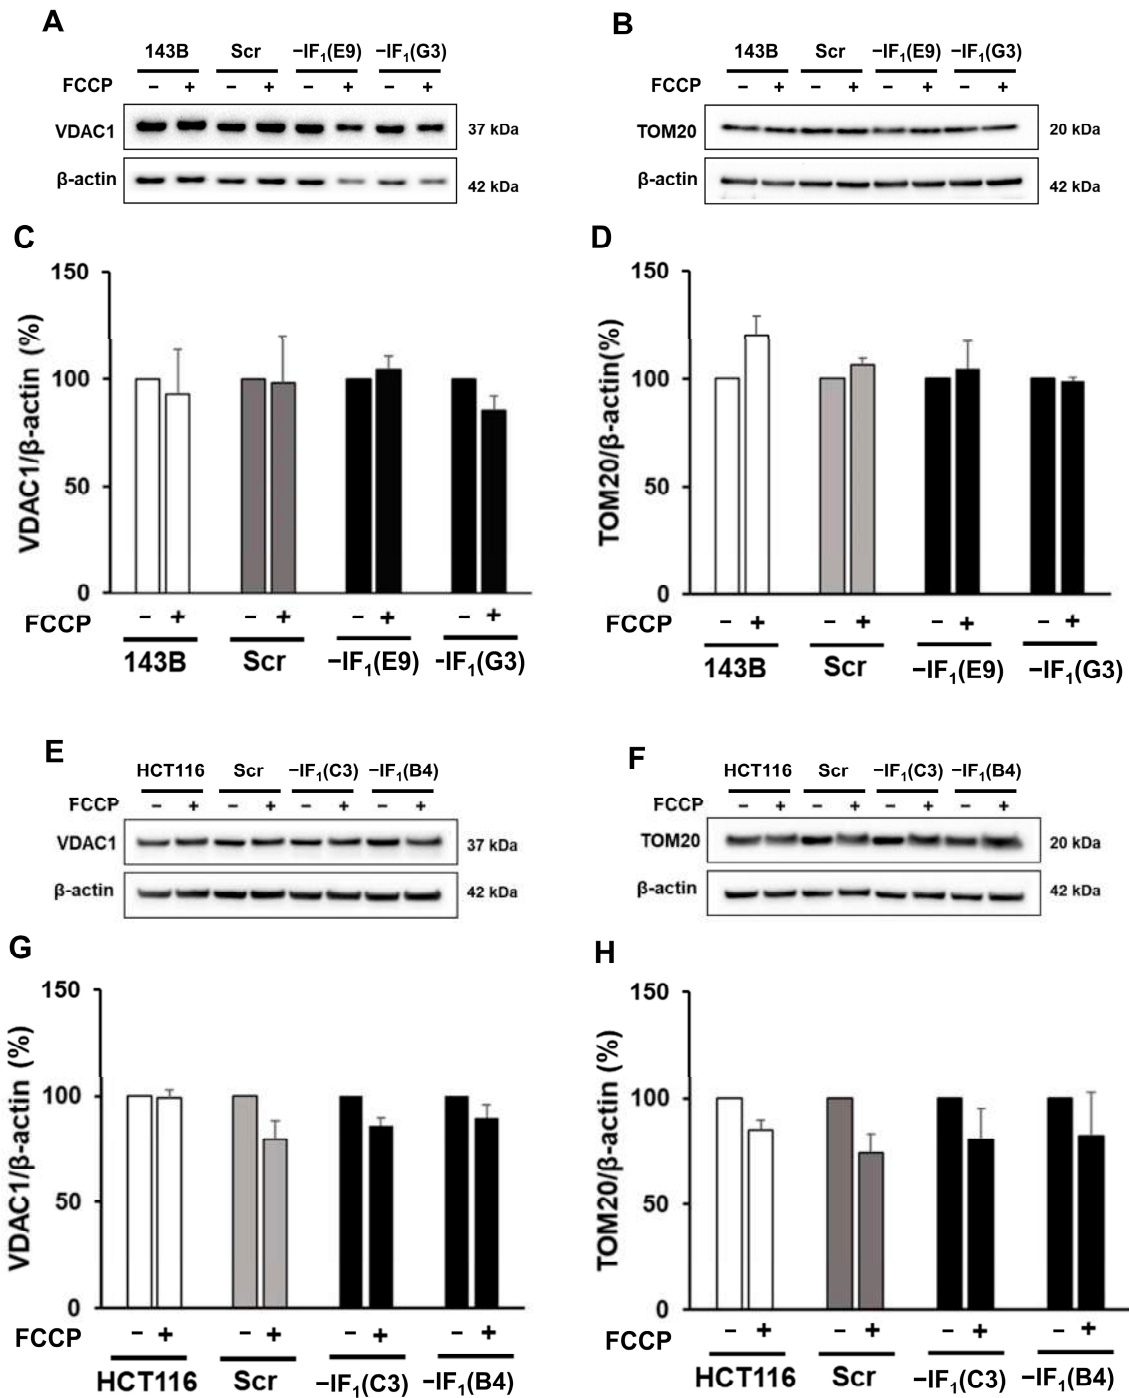 A
143B Scr −IF₁(E9) −IF₁(G3)
FCCP − + − + − + − +
VDAC1 37 kDa
β-actin 42 kDa
B
143B Scr −IF₁(E9) −IF₁(G3)
FCCP − + − + − + − +
TOM20 20 kDa
β-actin 42 kDa
C
VDAC1/β-actin (%)
150
100
50
0
FCCP − + − + − + − +
143B Scr −IF₁(E9) -IF₁(G3)
D
TOM20/β-actin(%)
150
100
50
0
FCCP − + − + − + − +
143B Scr −IF₁(E9) −IF₁(G3)
E
HCT116 Scr −IF₁(C3) −IF₁(B4)
FCCP − + − + − + − +
VDAC1 37 kDa
β-actin 42 kDa
F
HCT116 Scr −IF₁(C3) −IF₁(B4)
FCCP − + − + − + − +
TOM20 20 kDa
β-actin 42 kDa
G
VDAC1/β-actin (%)
150
100
50
0
FCCP − + − + − + − +
HCT116 Scr −IF₁(C3) −IF₁(B4)
H
TOM20/β-actin (%)
150
100
50
0
FCCP − + − + − + − +
HCT116 Scr −IF₁(C3) −IF₁(B4)